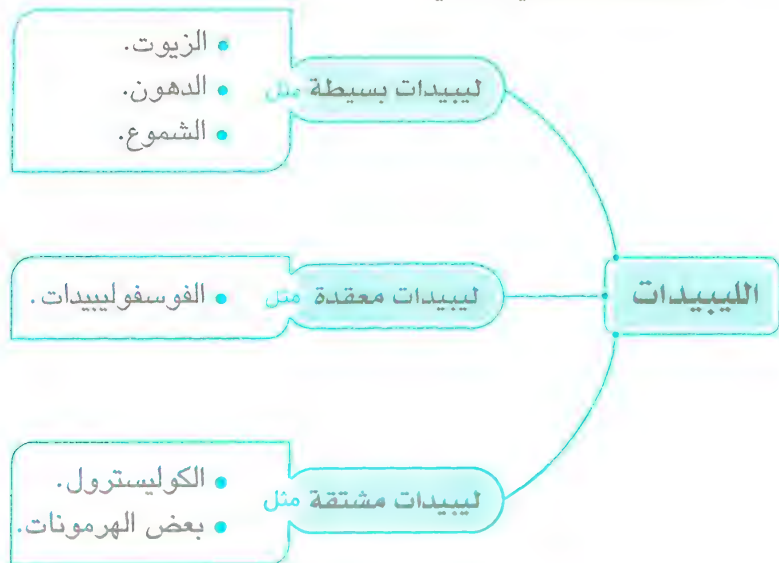 الليبيدات
ليبيدات بسيطة مثل
• الزيوت.
• الدهون.
• الشموع.
ليبيدات معقدة مثل
• الفوسفوليبيدات.
ليبيدات مشتقة مثل
• الكوليسترول.
• بعض الهرمونات.